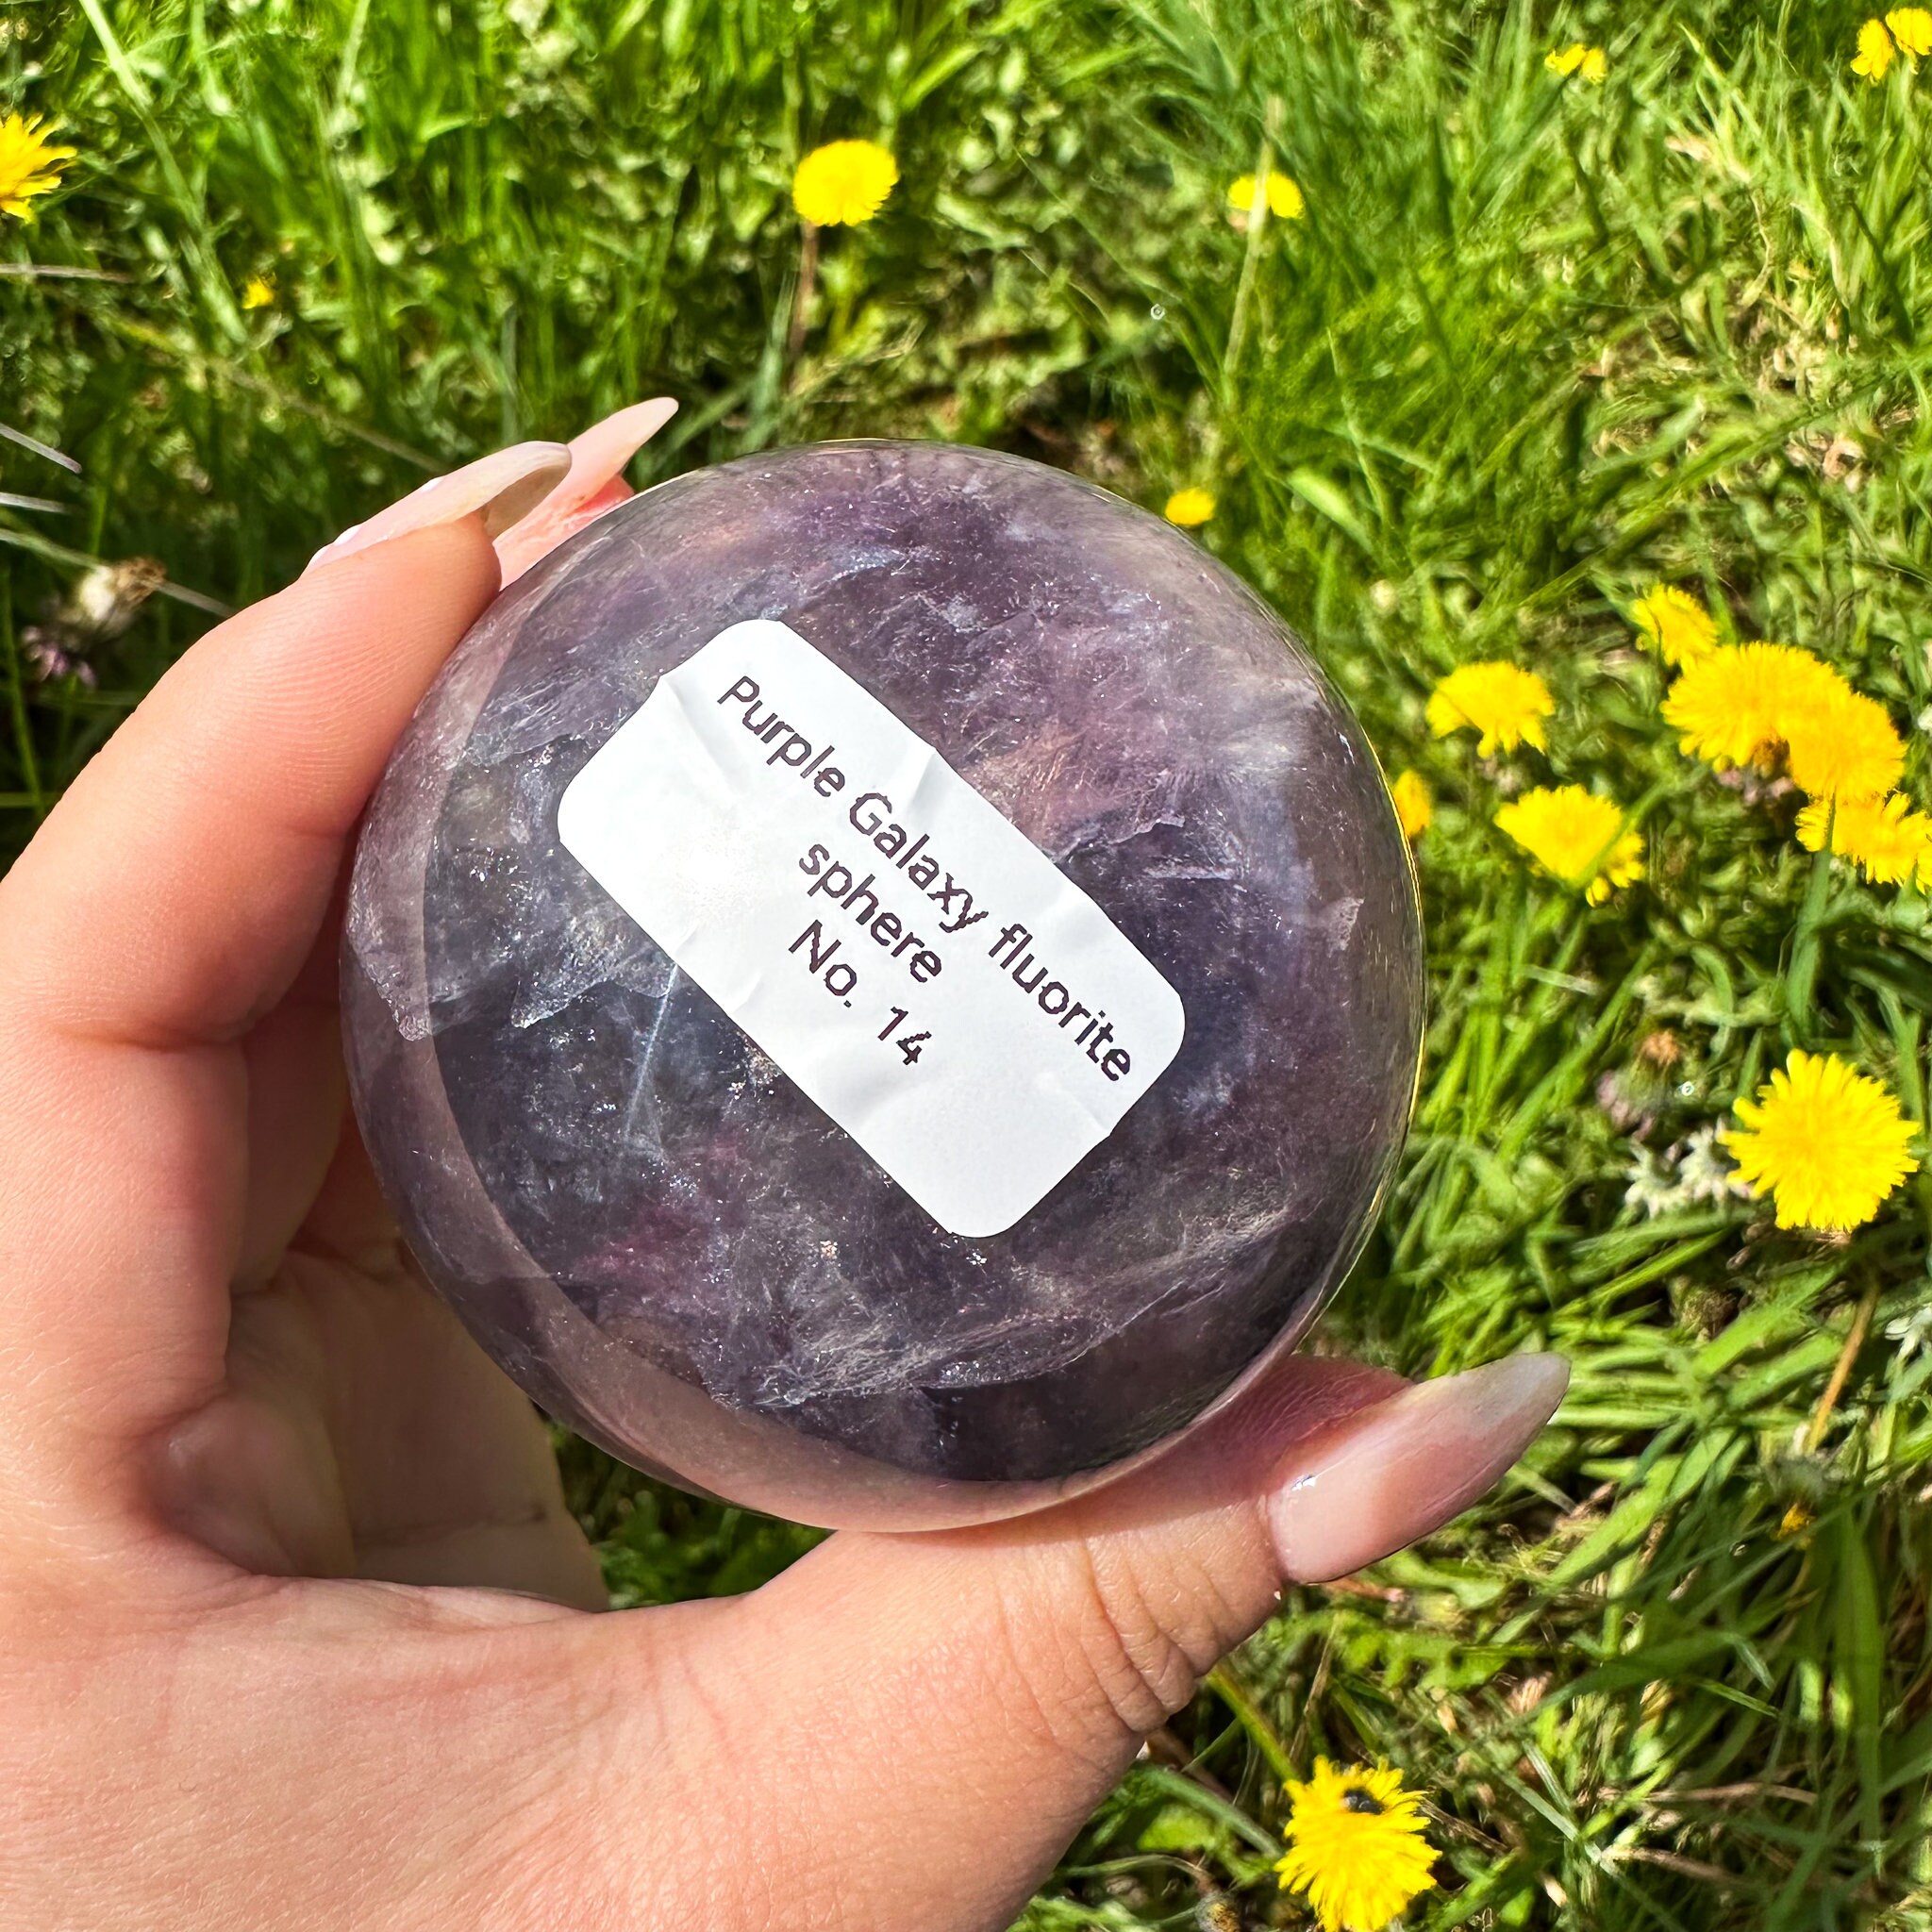 Purple Galaxy fluorite
sphere
No. 14